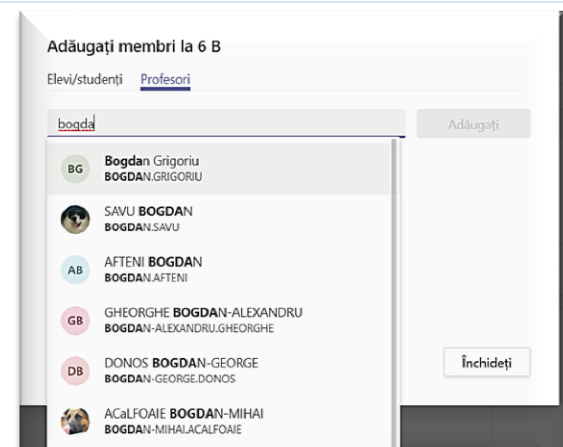 Adăugați membri la 6 B
Elevi/studenți Profesori
bogda
Adăugați
BG
Bogdan Grigoriu
BOGDAN.GRIGORIU
SAVU BOGDAN
BOGDAN.SAVU
AB
AFTENI BOGDAN
BOGDAN.AFTENI
GB
GHEORGHE BOGDAN-ALEXANDRU
BOGDAN-ALEXANDRU.GHEORGHE
DB
DONOS BOGDAN-GEORGE
BOGDAN-GEORGE.DONOS
Închideți
ACaLFOAIE BOGDAN-MIHAI
BOGDAN-MIHAI.ACALFOAIE